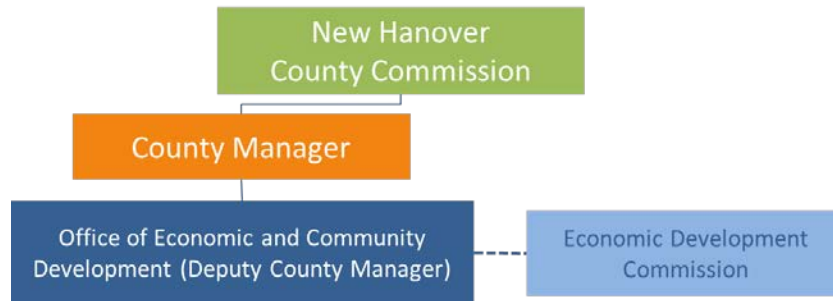 New Hanover
County Commission
County Manager
Office of Economic and Community
Development (Deputy County Manager)
Economic Development
Commission